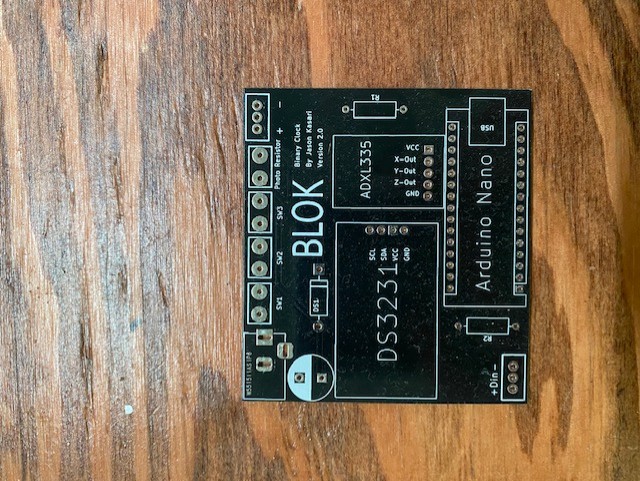 BLOK
Binary Clock
By Jason Kasari
Version 2.0
+ -
Photo Resistor
SW3
SW2
SW1
DS1
R1
ADXL335
VCC
X-Out
Y-Out
Z-Out
GND
DS3231
SCL
SDA
VCC
GND
USB
Arduino Nano
R2
+ Din -